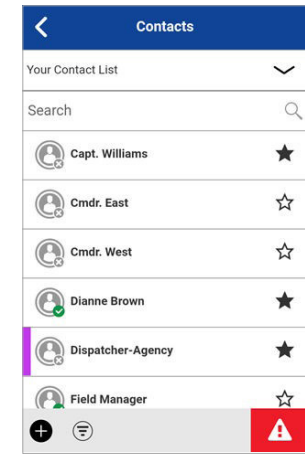 Contacts
Your Contact List
Search
Capt. Williams
Cmdr. East
Cmdr. West
Dianne Brown
Dispatcher-Agency
Field Manager